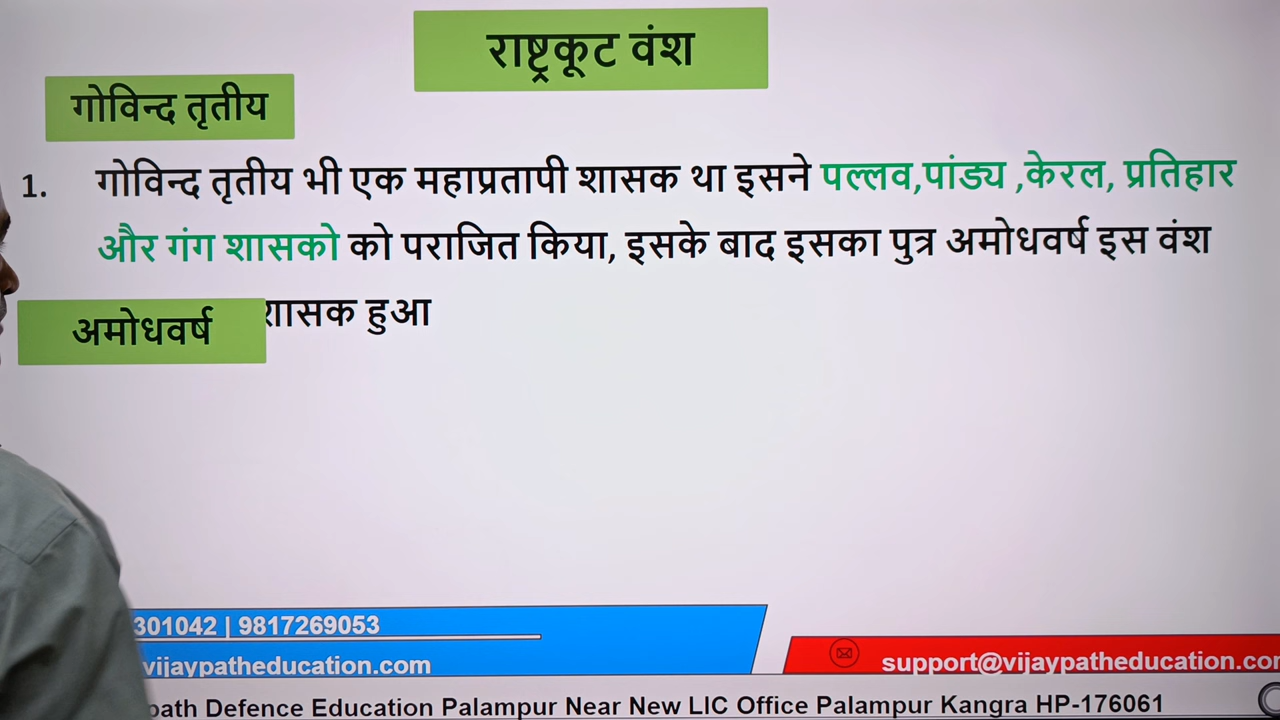 राष्ट्रकूट वंश
गोविन्द तृतीय
1. गोविन्द तृतीय भी एक महाप्रतापी शासक था इसने पल्लव,पांड्य ,केरल, प्रतिहार
और गंग शासको को पराजित किया, इसके बाद इसका पुत्र अमोधवर्ष इस वंश
शासक हुआ
अमोधवर्ष
301042 | 9817269053
vijaypatheducation.com
support@vijaypatheducation.com
Defence Education Palampur Near New LIC Office Palampur Kangra HP-176061